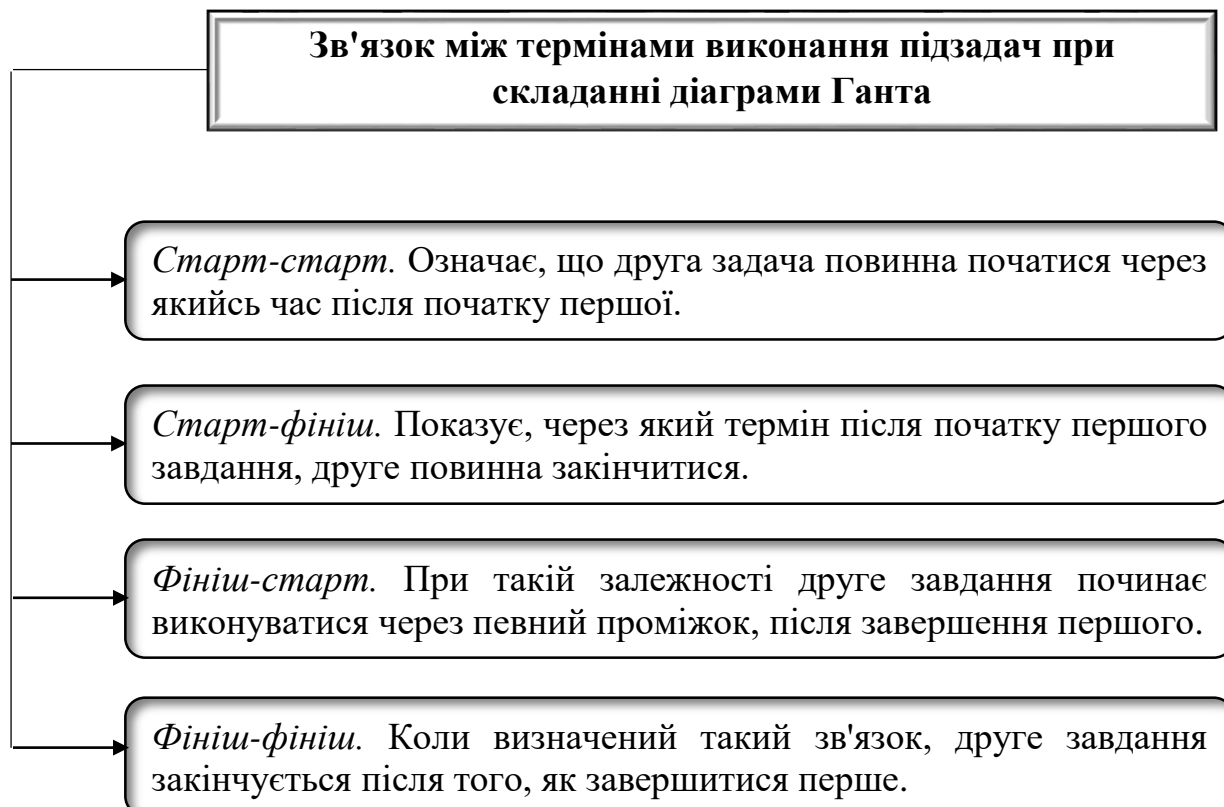 Зв'язок між термінами виконання підзадач при
складанні діаграми Ганта
Старт-старт. Означає, що друга задача повинна початися через
якийсь час після початку першої.
Старт-фініш. Показує, через який термін після початку першого
завдання, друге повинна закінчитися.
Фініш-старт. При такій залежності друге завдання починає
виконуватися через певний проміжок, після завершення першого.
Фініш-фініш. Коли визначений такий зв'язок, друге завдання
закінчується після того, як завершитися перше.